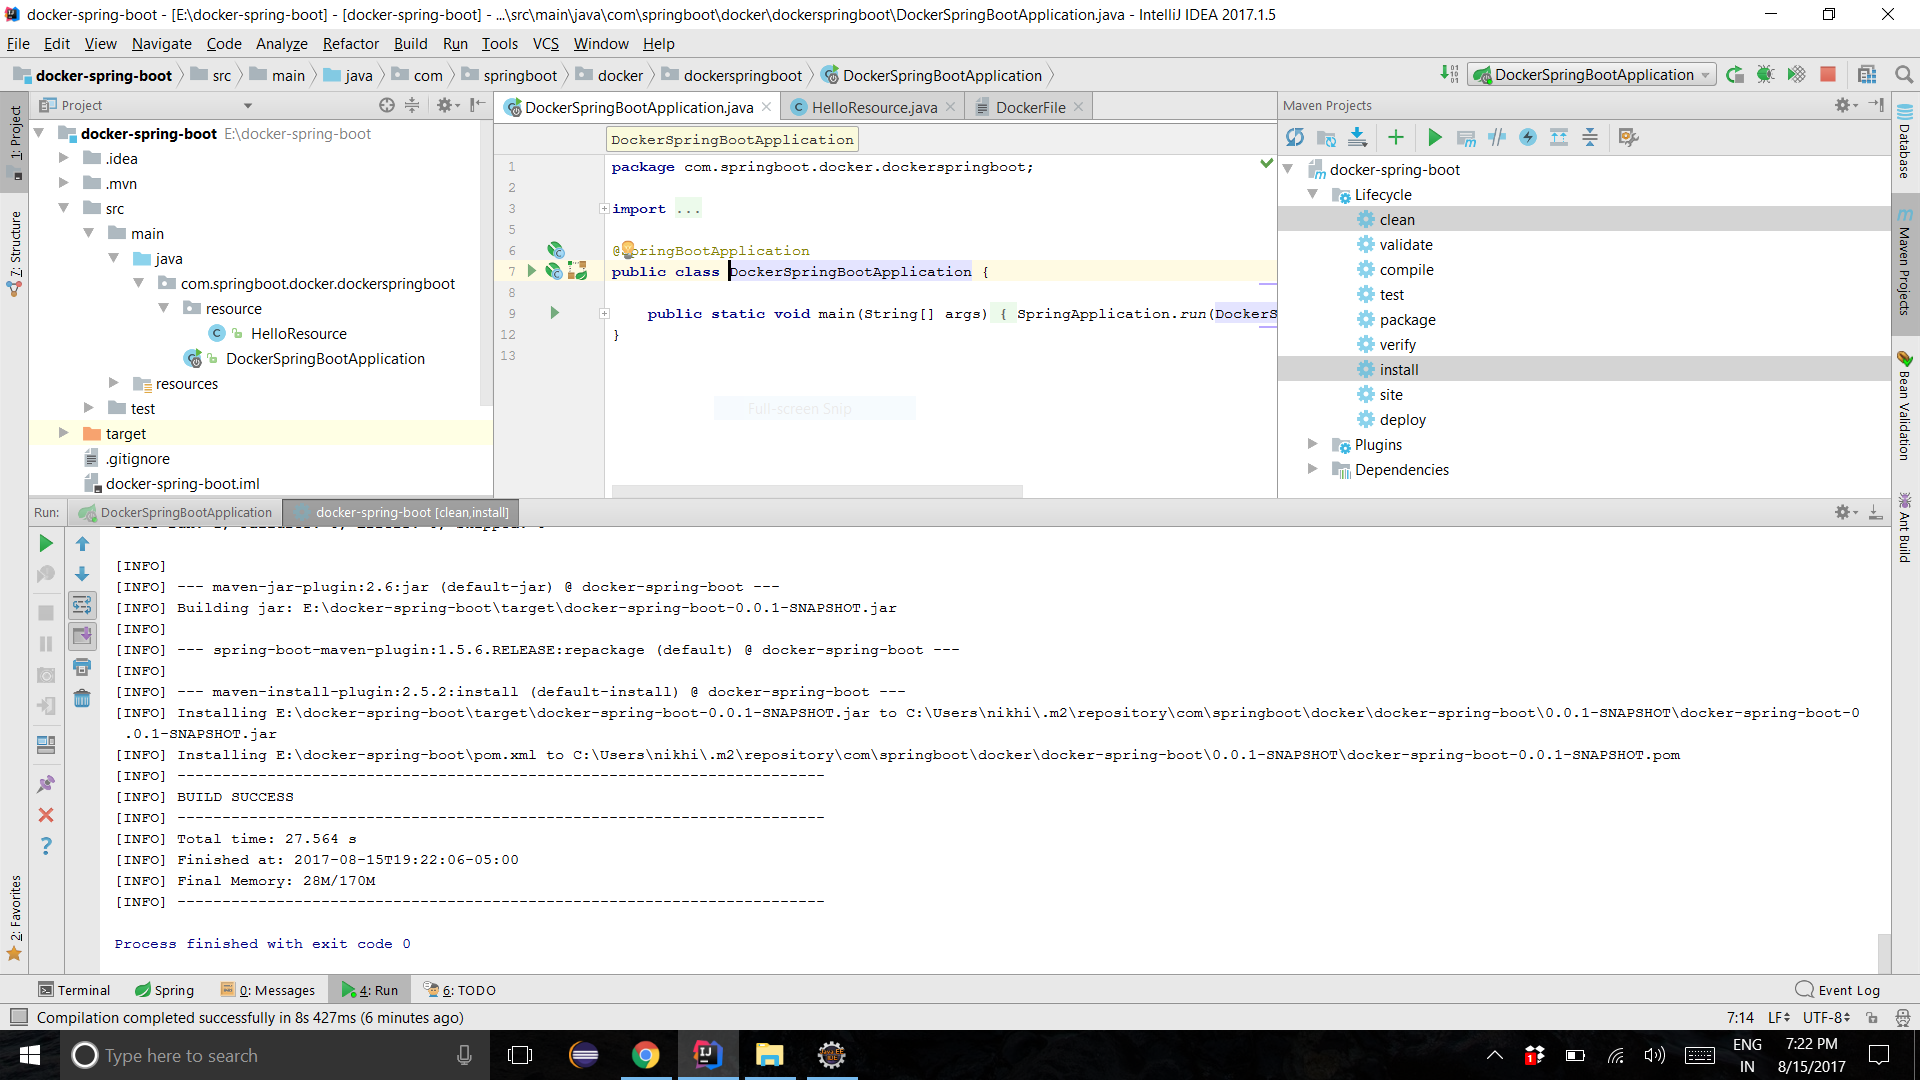 docker-spring-boot - [E:\docker-spring-boot] - [docker-spring-boot] - ...\src\main\java\com\springboot\docker\dockerspringboot\DockerSpringBootApplication.java - IntelliJ IDEA 2017.1.5
File Edit View Navigate Code Analyze Refactor Build Run Tools VCS Window Help
docker-spring-boot src main java com springboot docker dockerspringboot DockerSpringBootApplication
DockerSpringBootApplication
1: Project
7: Structure
2: Favorites
Project
docker-spring-boot E:\docker-spring-boot
.idea
.mvn
src
main
java
com.springboot.docker.dockerspringboot
resource
HelloResource
DockerSpringBootApplication
resources
test
target
.gitignore
docker-spring-boot.iml
DockerSpringBootApplication.java HelloResource.java DockerFile
DockerSpringBootApplication
1 package com.springboot.docker.dockerspringboot;
2
3 import ...
5
6 @SpringBootApplication
7 public class DockerSpringBootApplication {
8
9 public static void main(String[] args) { SpringApplication.run(DockerS
12 }
13
Full-screen Snip
Maven Projects
docker-spring-boot
Lifecycle
clean
validate
compile
test
package
verify
install
site
deploy
Plugins
Dependencies
Database
Maven Projects
Bean Validation
Ant Build
Run: DockerSpringBootApplication docker-spring-boot [clean,install]
[INFO]
[INFO] --- maven-jar-plugin:2.6:jar (default-jar) @ docker-spring-boot ---
[INFO] Building jar: E:\docker-spring-boot\target\docker-spring-boot-0.0.1-SNAPSHOT.jar
[INFO]
[INFO] --- spring-boot-maven-plugin:1.5.6.RELEASE:repackage (default) @ docker-spring-boot ---
[INFO]
[INFO] --- maven-install-plugin:2.5.2:install (default-install) @ docker-spring-boot ---
[INFO] Installing E:\docker-spring-boot\target\docker-spring-boot-0.0.1-SNAPSHOT.jar to C:\Users\nikhi\.m2\repository\com\springboot\docker\docker-spring-boot\0.0.1-SNAPSHOT\docker-spring-boot-0
.0.1-SNAPSHOT.jar
[INFO] Installing E:\docker-spring-boot\pom.xml to C:\Users\nikhi\.m2\repository\com\springboot\docker\docker-spring-boot\0.0.1-SNAPSHOT\docker-spring-boot-0.0.1-SNAPSHOT.pom
[INFO] ------------------------------------------------------------------------
[INFO] BUILD SUCCESS
[INFO] ------------------------------------------------------------------------
[INFO] Total time: 27.564 s
[INFO] Finished at: 2017-08-15T19:22:06-05:00
[INFO] Final Memory: 28M/170M
[INFO] ------------------------------------------------------------------------
Process finished with exit code 0
Terminal Spring 0: Messages 4: Run 6: TODO Event Log
Compilation completed successfully in 8s 427ms (6 minutes ago) 7:14 LF UTF-8
Type here to search
ENG
IN
7:22 PM
8/15/2017